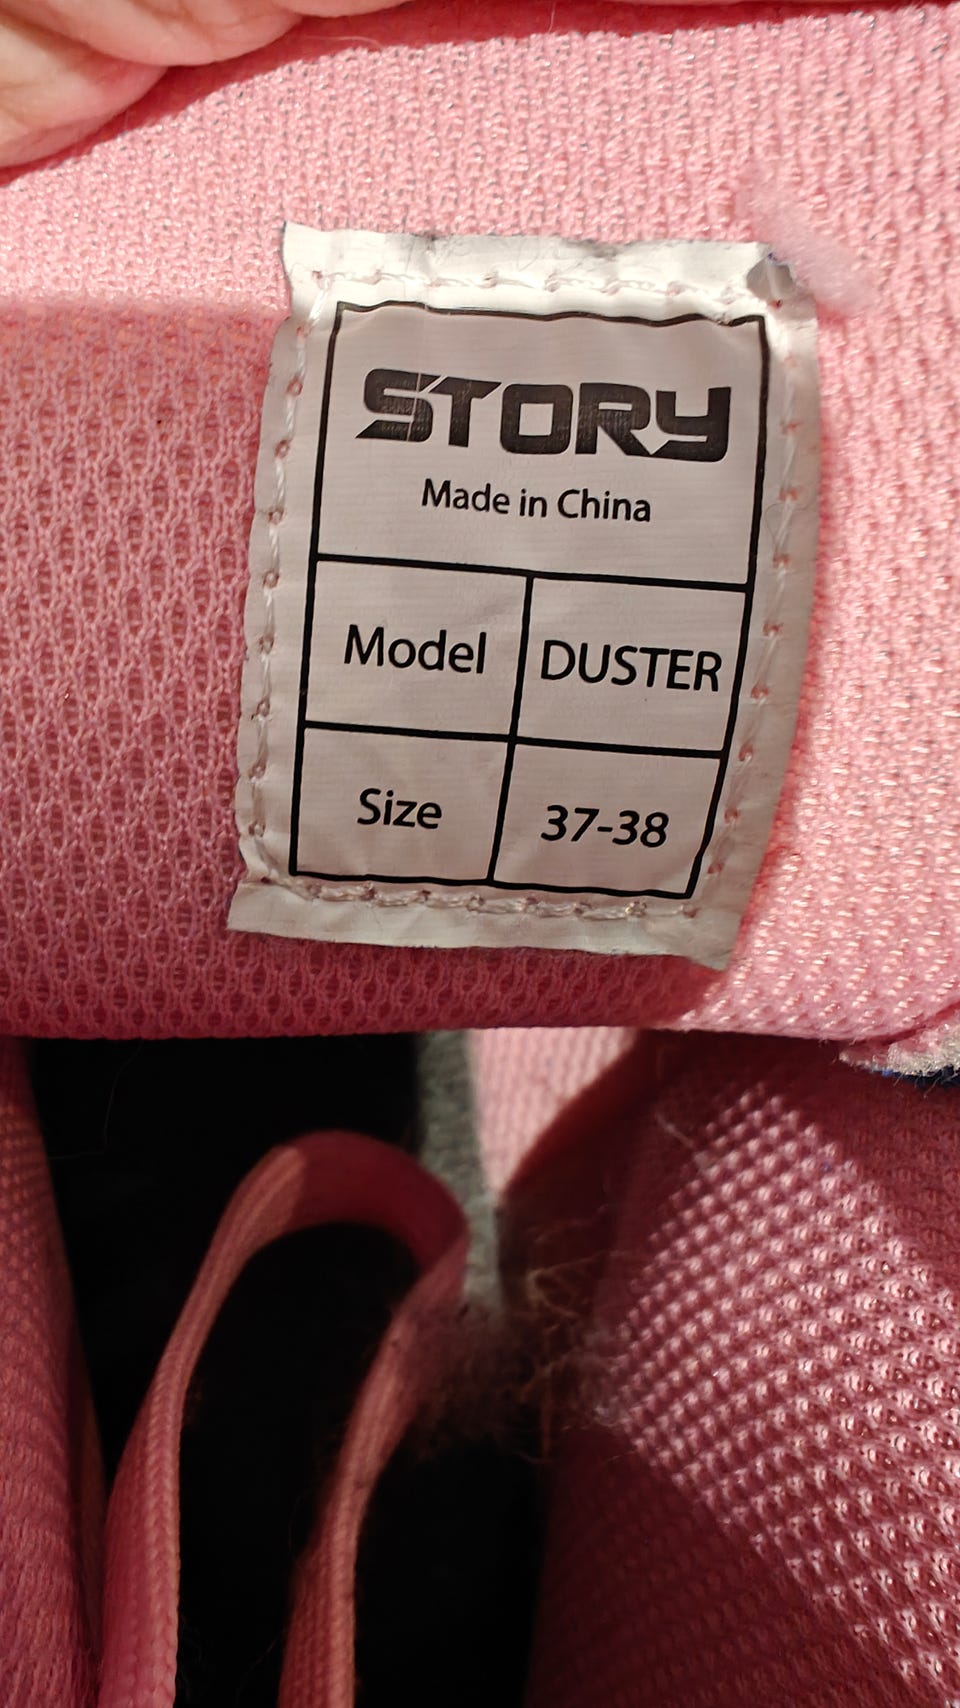 STORY
Made in China
Model DUSTER
Size 37-38